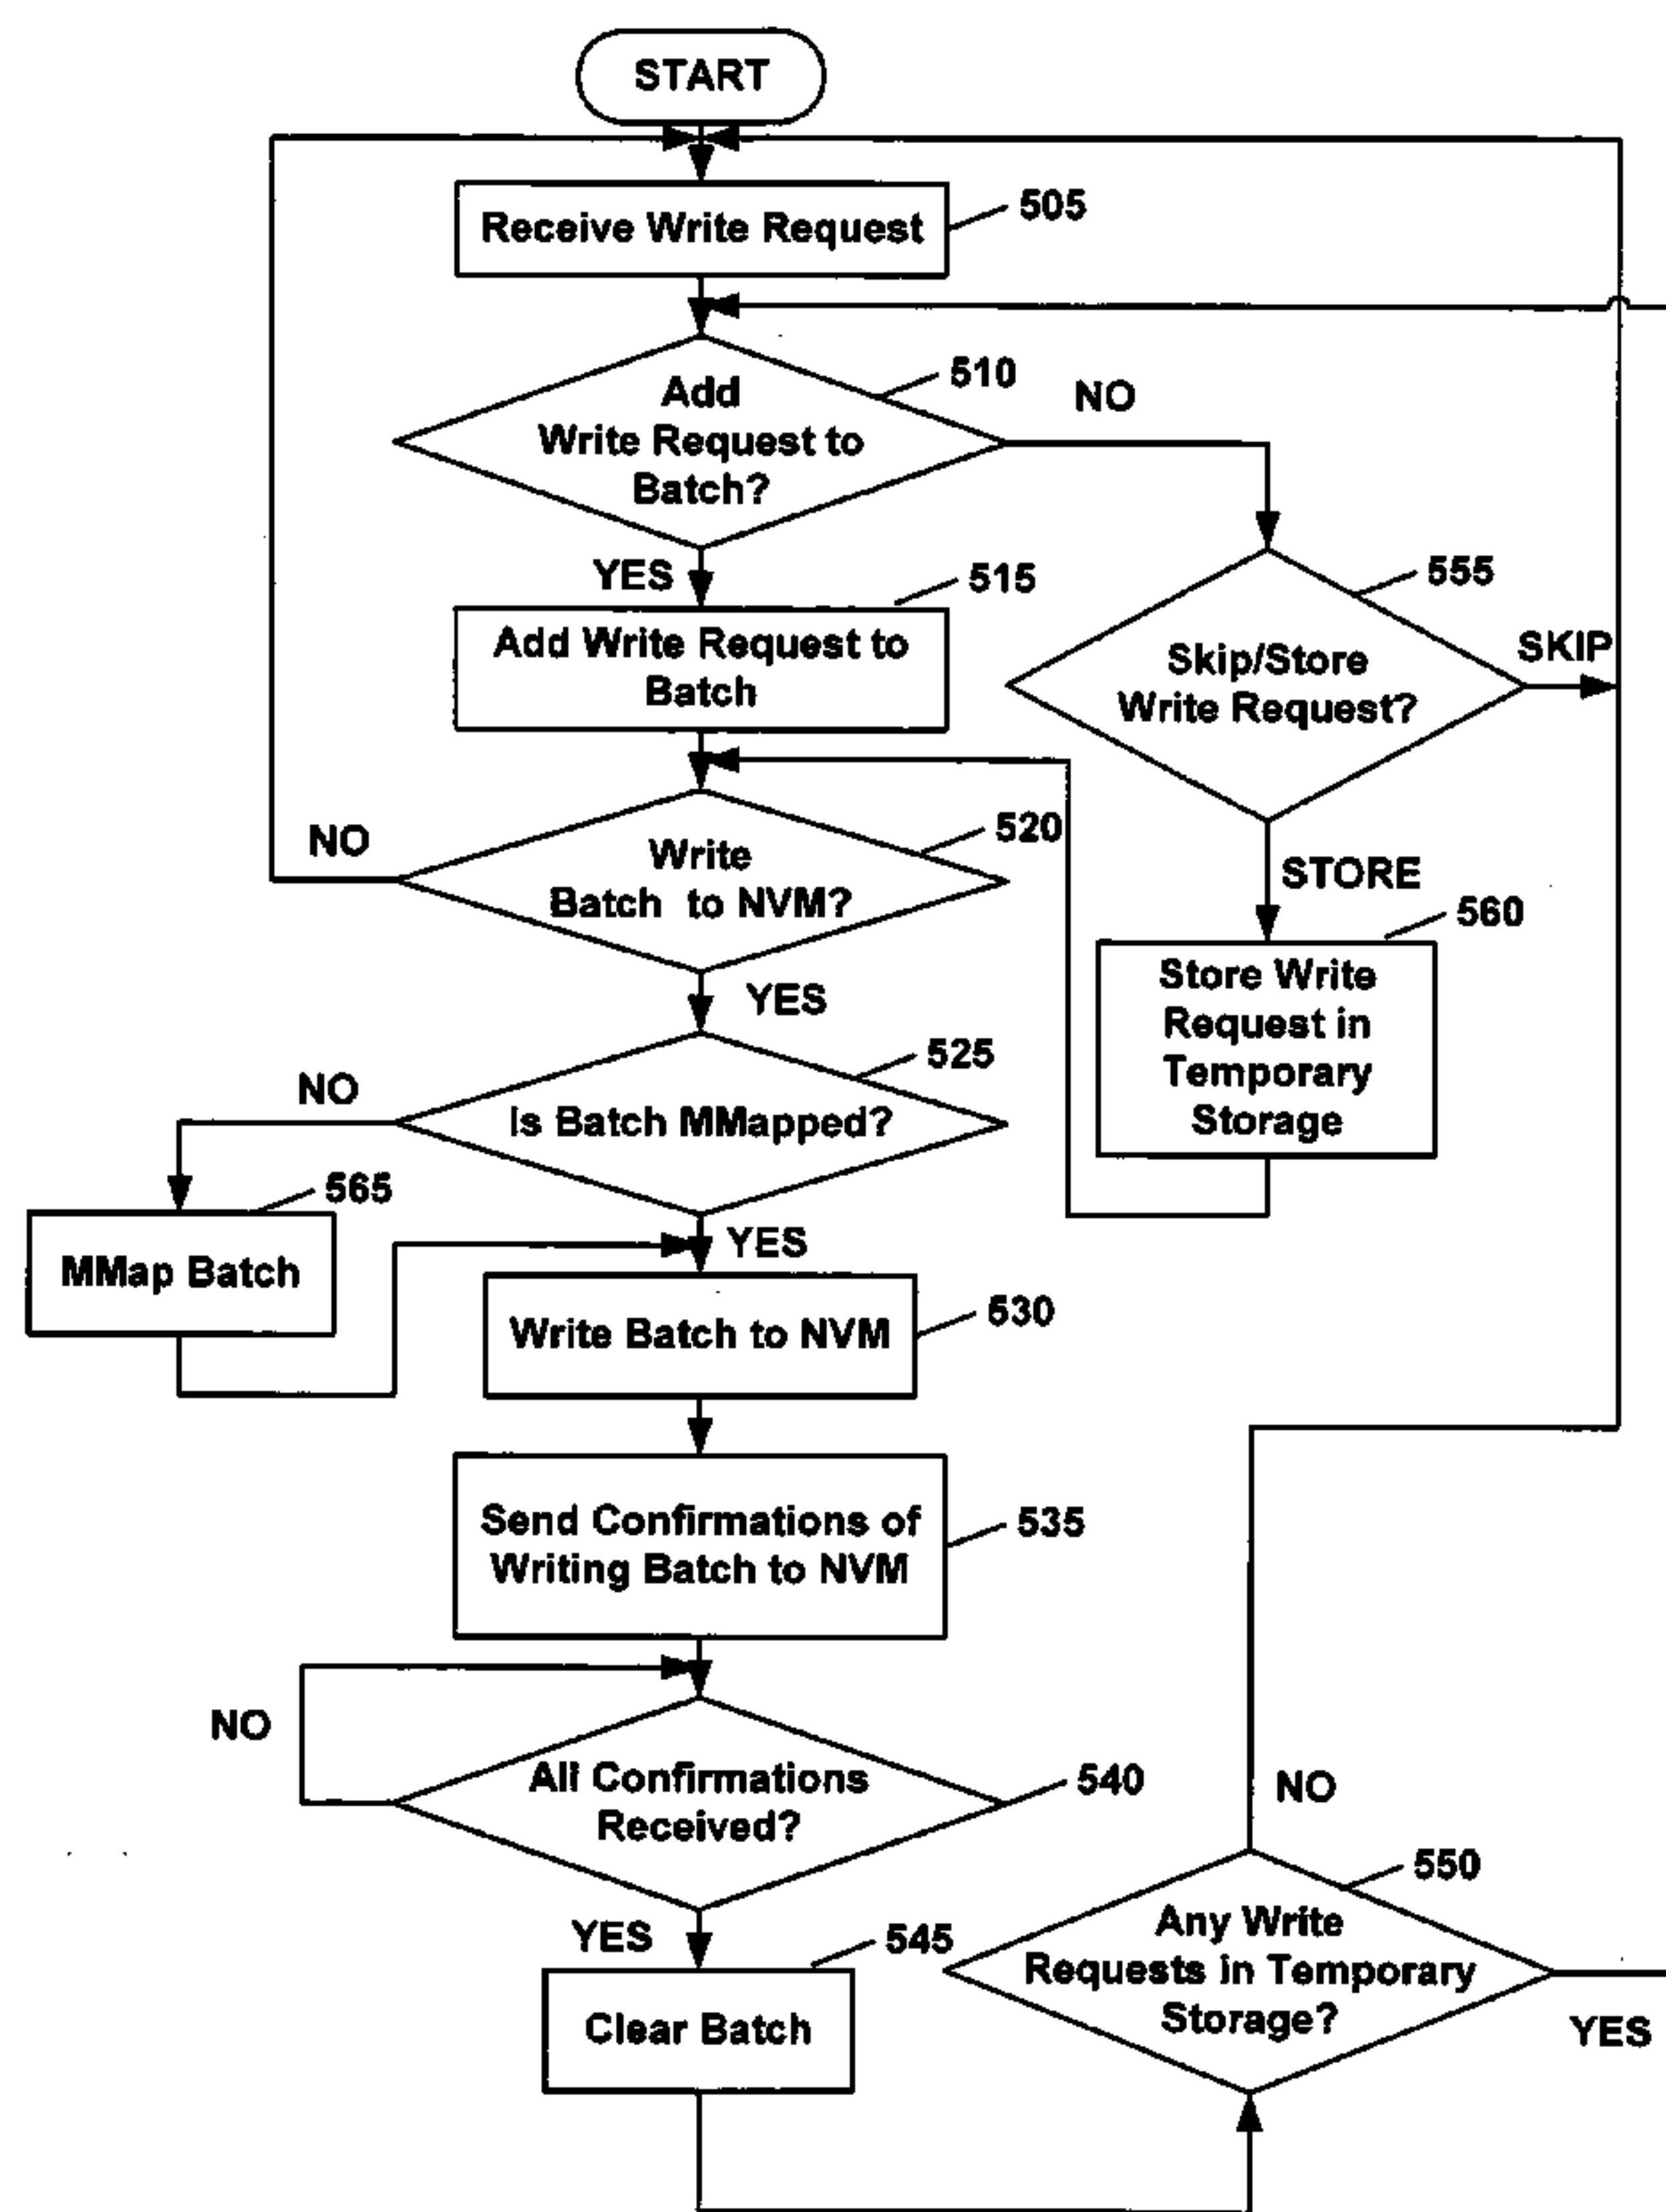 START
Receive Write Request
505
Add
Write Request to
Batch?
510
NO
YES
515
Add Write Request to
Batch
555
Skip/Store
Write Request?
SKIP
NO
Write
Batch to NVM?
520
STORE
560
Store Write
Request in
Temporary
Storage
YES
525
NO
Is Batch MMapped?
565
MMap Batch
YES
Write Batch to NVM
530
Send Confirmations of
Writing Batch to NVM
535
NO
All Confirmations
Received?
540
NO
550
Any Write
Requests in Temporary
Storage?
YES
YES
545
Clear Batch